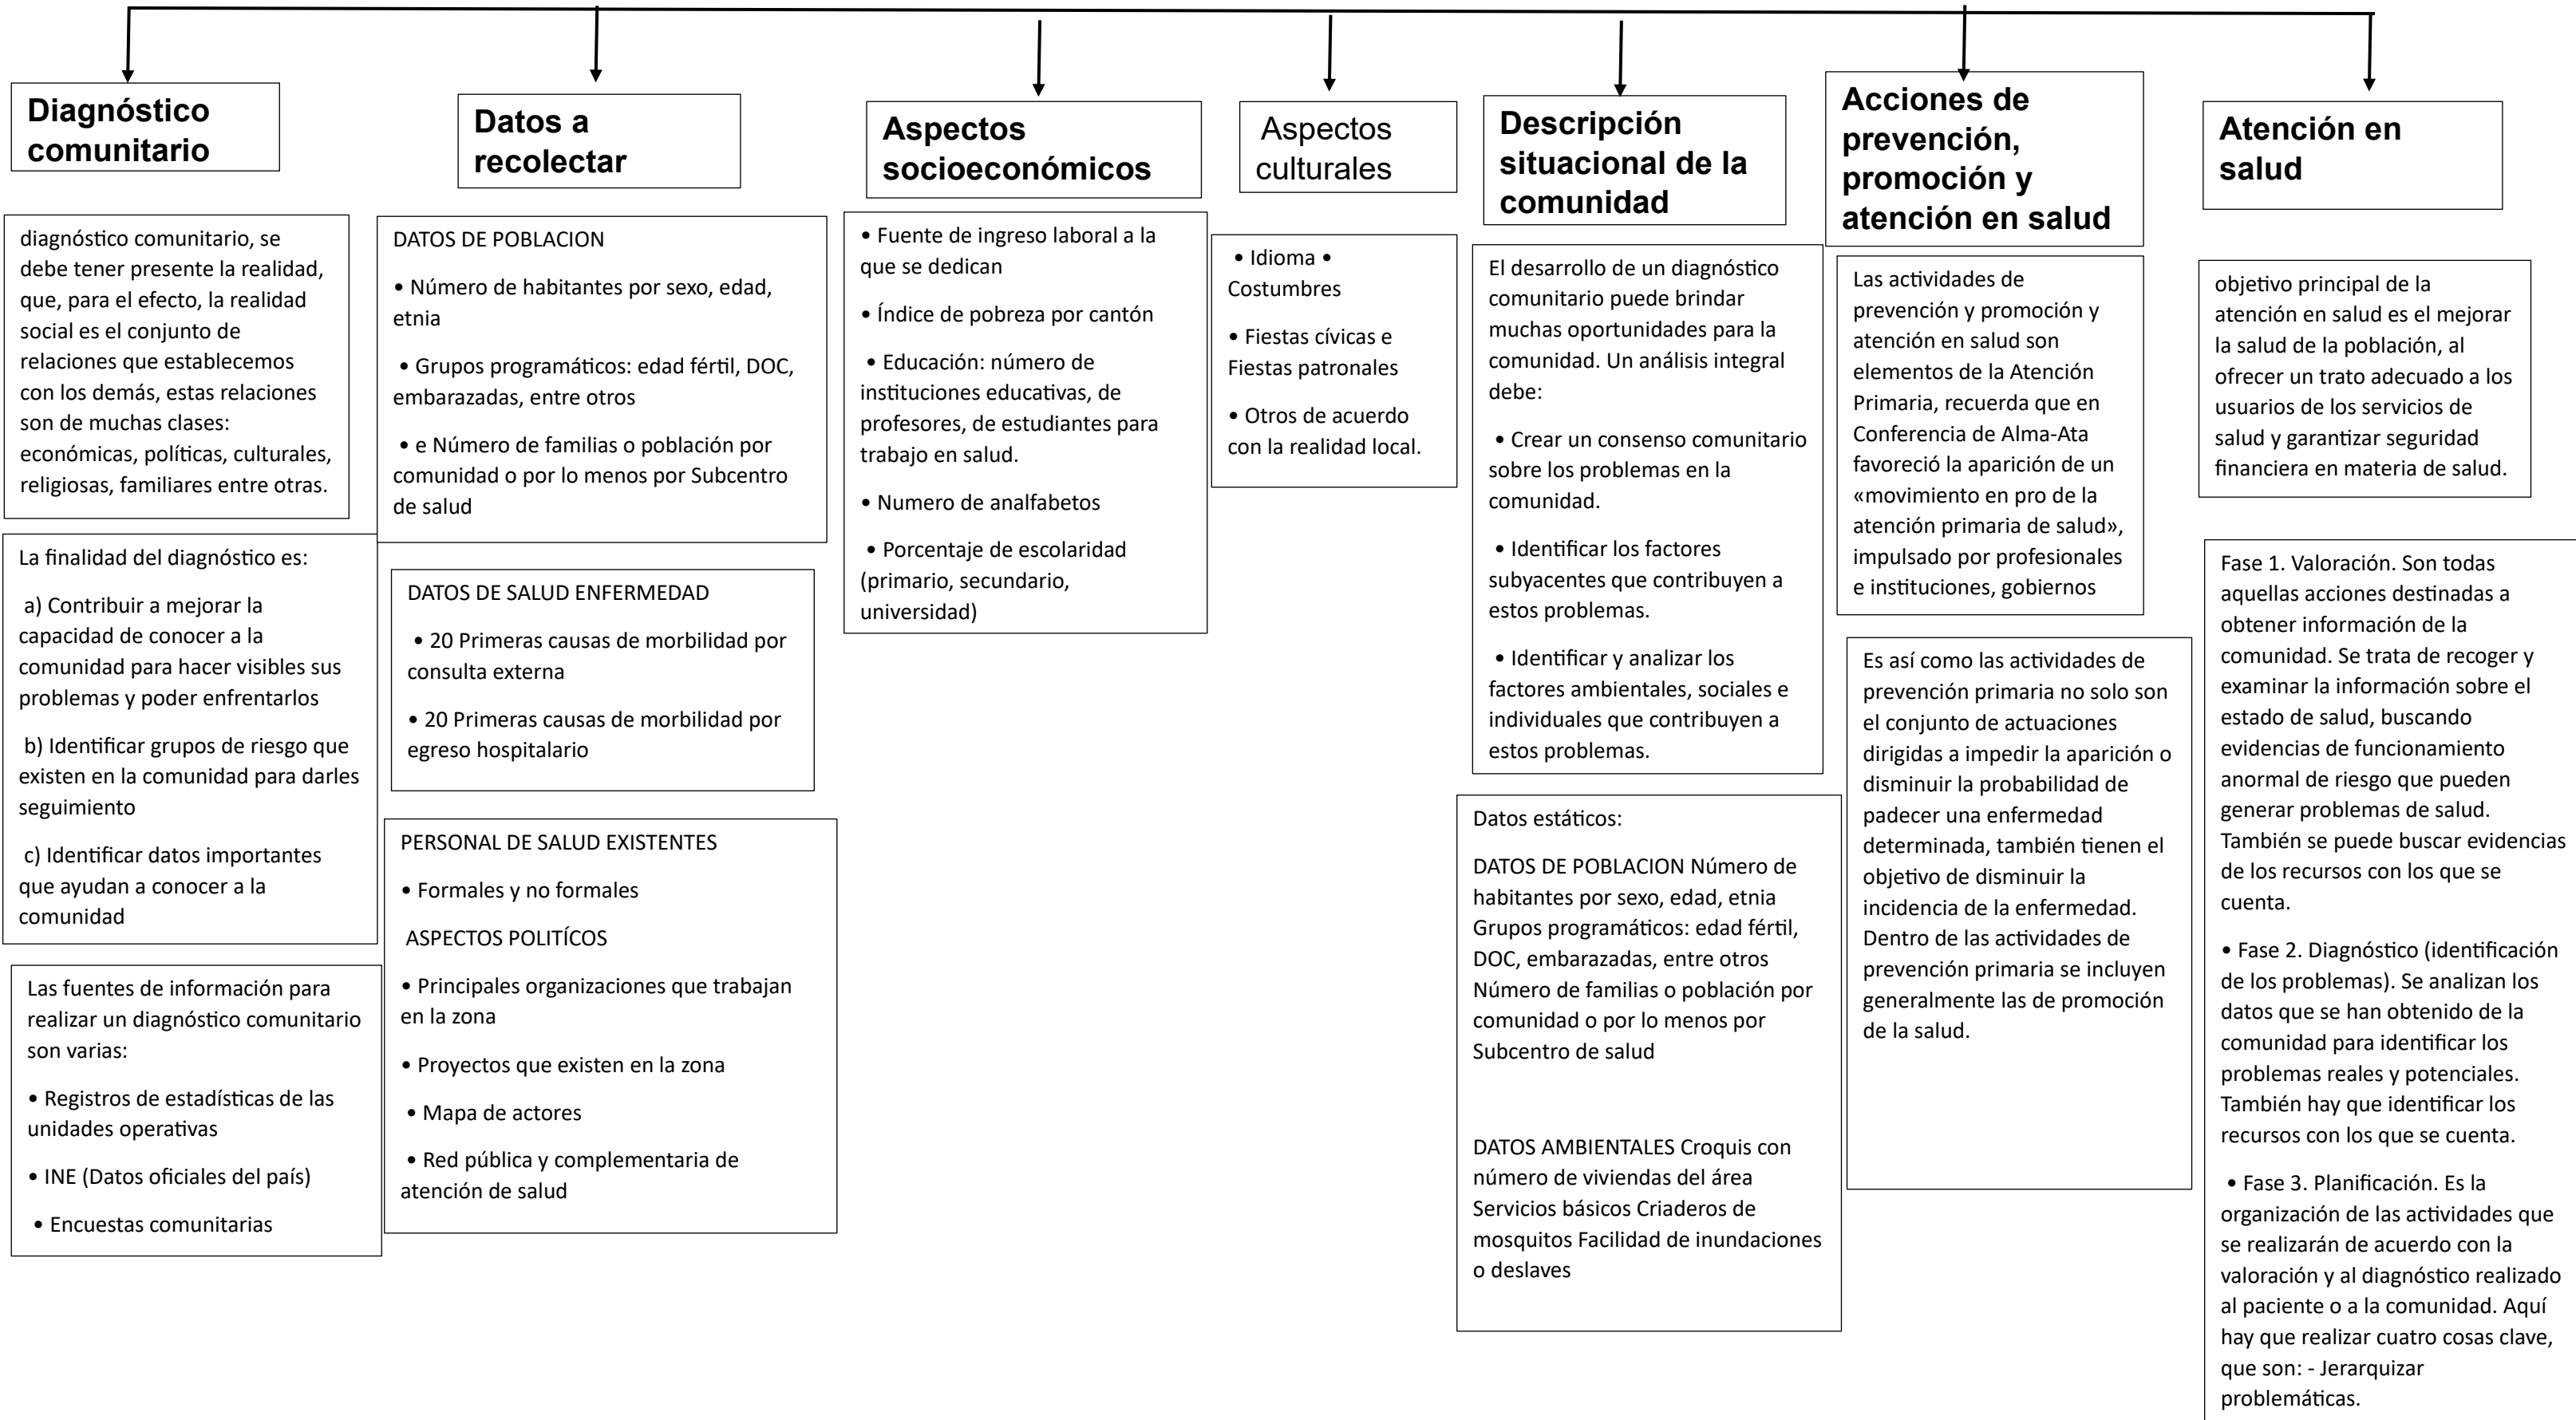 Diagnóstico
comunitario
diagnóstico comunitario, se
debe tener presente la realidad,
que, para el efecto, la realidad
social es el conjunto de
relaciones que establecemos
con los demás, estas relaciones
son de muchas clases:
económicas, políticas, culturales,
religiosas, familiares entre otras.
La finalidad del diagnóstico es:
a) Contribuir a mejorar la
capacidad de conocer a la
comunidad para hacer visibles sus
problemas y poder enfrentarlos
b) Identificar grupos de riesgo que
existen en la comunidad para darles
seguimiento
c) Identificar datos importantes
que ayudan a conocer a la
comunidad
Las fuentes de información para
realizar un diagnóstico comunitario
son varias:
• Registros de estadísticas de las
unidades operativas
• INE (Datos oficiales del país)
• Encuestas comunitarias
Datos a
recolectar
DATOS DE POBLACION
• Número de habitantes por sexo, edad,
etnia
• Grupos programáticos: edad fértil, DOC,
embarazadas, entre otros
• e Número de familias o población por
comunidad o por lo menos por Subcentro
de salud
DATOS DE SALUD ENFERMEDAD
• 20 Primeras causas de morbilidad por
consulta externa
• 20 Primeras causas de morbilidad por
egreso hospitalario
PERSONAL DE SALUD EXISTENTES
• Formales y no formales
ASPECTOS POLITÍCOS
• Principales organizaciones que trabajan
en la zona
• Proyectos que existen en la zona
• Mapa de actores
• Red pública y complementaria de
atención de salud
Aspectos
socioeconómicos
• Fuente de ingreso laboral a la
que se dedican
• Índice de pobreza por cantón
• Educación: número de
instituciones educativas, de
profesores, de estudiantes para
trabajo en salud.
• Numero de analfabetos
• Porcentaje de escolaridad
(primario, secundario,
universidad)
Aspectos
culturales
• Idioma •
Costumbres
• Fiestas cívicas e
Fiestas patronales
• Otros de acuerdo
con la realidad local.
Descripción
situacional de la
comunidad
El desarrollo de un diagnóstico
comunitario puede brindar
muchas oportunidades para la
comunidad. Un análisis integral
debe:
• Crear un consenso comunitario
sobre los problemas en la
comunidad.
• Identificar los factores
subyacentes que contribuyen a
estos problemas.
• Identificar y analizar los
factores ambientales, sociales e
individuales que contribuyen a
estos problemas.
Datos estáticos:
DATOS DE POBLACION Número de
habitantes por sexo, edad, etnia
Grupos programáticos: edad fértil,
DOC, embarazadas, entre otros
Número de familias o población por
comunidad o por lo menos por
Subcentro de salud
DATOS AMBIENTALES Croquis con
número de viviendas del área
Servicios básicos Criaderos de
mosquitos Facilidad de inundaciones
o deslaves
Acciones de
prevención,
promoción y
atención en salud
Las actividades de
prevención y promoción y
atención en salud son
elementos de la Atención
Primaria, recuerda que en
Conferencia de Alma-Ata
favoreció la aparición de un
«movimiento en pro de la
atención primaria de salud»,
impulsado por profesionales
e instituciones, gobiernos
Es así como las actividades de
prevención primaria no solo son
el conjunto de actuaciones
dirigidas a impedir la aparición o
disminuir la probabilidad de
padecer una enfermedad
determinada, también tienen el
objetivo de disminuir la
incidencia de la enfermedad.
Dentro de las actividades de
prevención primaria se incluyen
generalmente las de promoción
de la salud.
Atención en
salud
objetivo principal de la
atención en salud es el mejorar
la salud de la población, al
ofrecer un trato adecuado a los
usuarios de los servicios de
salud y garantizar seguridad
financiera en materia de salud.
Fase 1. Valoración. Son todas
aquellas acciones destinadas a
obtener información de la
comunidad. Se trata de recoger y
examinar la información sobre el
estado de salud, buscando
evidencias de funcionamiento
anormal de riesgo que pueden
generar problemas de salud.
También se puede buscar evidencias
de los recursos con los que se
cuenta.
• Fase 2. Diagnóstico (identificación
de los problemas). Se analizan los
datos que se han obtenido de la
comunidad para identificar los
problemas reales y potenciales.
También hay que identificar los
recursos con los que se cuenta.
• Fase 3. Planificación. Es la
organización de las actividades que
se realizarán de acuerdo con la
valoración y al diagnóstico realizado
al paciente o a la comunidad. Aquí
hay que realizar cuatro cosas clave,
que son: - Jerarquizar
problemáticas.